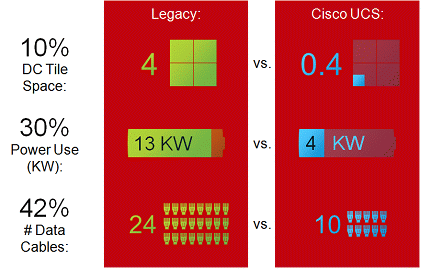 Legacy:
Cisco UCS:
10%
DC Tile
Space:
4
vs.
0.4
30%
Power Use
(KW):
13 KW
vs.
4 KW
42%
# Data
Cables:
24
vs.
10